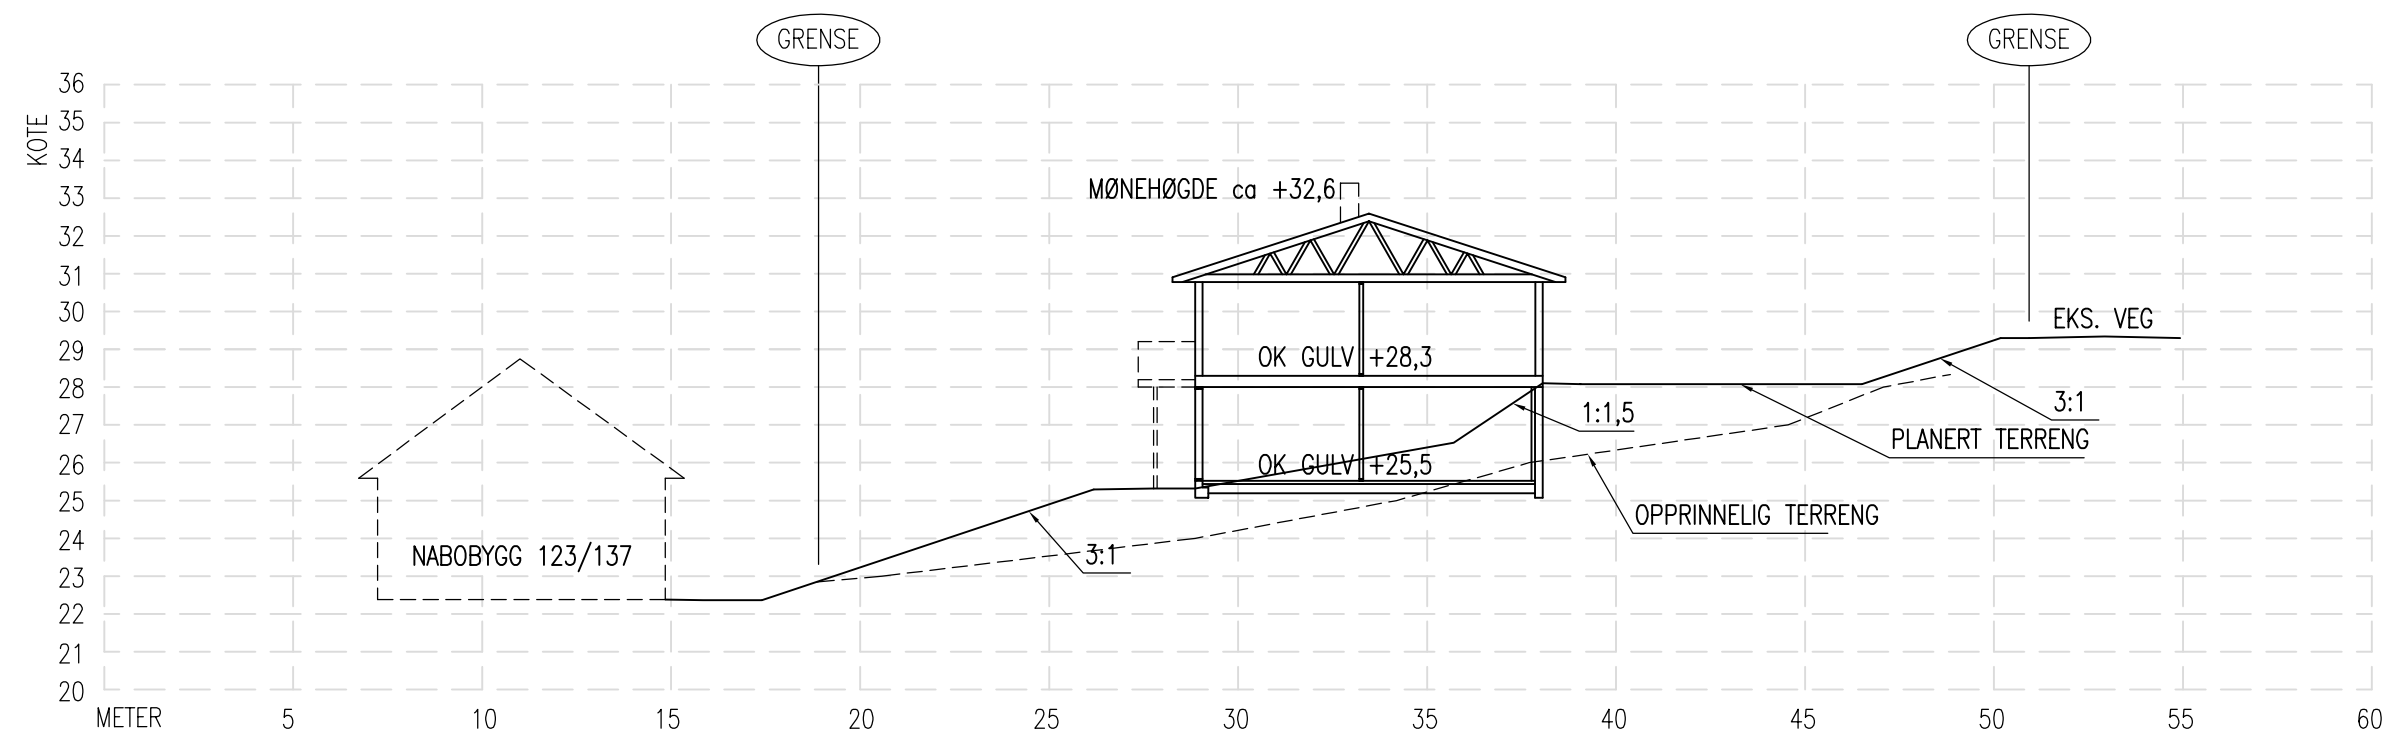 GRENSE
GRENSE
KOTE
36
35
34
33
32
31
30
29
28
27
26
25
24
23
22
21
20
MØNEHØGDE ca +32,6
EKS. VEG
OK GULV +28,3
3:1
1:1,5
PLANERT TERRENG
OK GULV +25,5
OPPRINNELIG TERRENG
NABOBYGG 123/137
3:1
METER 5 10 15 20 25 30 35 40 45 50 55 60